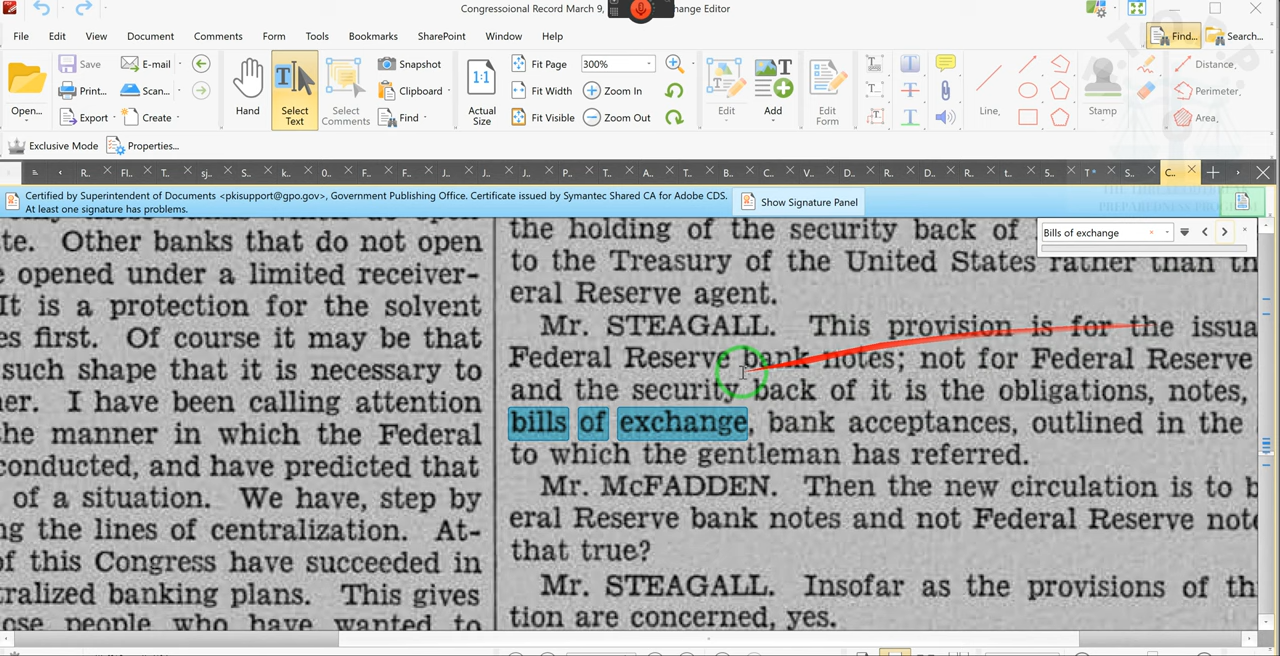 Congressional Record March 9,
hange Editor
File Edit View Document Comments Form Tools Bookmarks SharePoint Window Help
Find... Search...
Open...
Save
Print...
Export
E-mail
Scan...
Create
Hand
Select Text
Select Comments
Snapshot
Clipboard
Find
1:1
Actual Size
Fit Page
Fit Width
Fit Visible
300%
Zoom In
Zoom Out
Edit
Add
Edit Form
Line,
Stamp
Distance,
Perimeter,
Area,
Exclusive Mode Properties...
Certified by Superintendent of Documents <pkisupport@gpo.gov>, Government Publishing Office. Certificate issued by Symantec Shared CA for Adobe CDS.
At least one signature has problems.
Show Signature Panel
Bills of exchange
te. Other banks that do not open
e opened under a limited receiver-
It is a protection for the solvent
es first. Of course it may be that
such shape that it is necessary to
er. I have been calling attention
he manner in which the Federal
conducted, and have predicted that
of a situation. We have, step by
ng the lines of centralization. At-
of this Congress have succeeded in
tralized banking plans. This gives
ose people who have wanted to
the holding of the security back of
to the Treasury of the United States rather than th
eral Reserve agent.
Mr. STEAGALL. This provision is for the issua
Federal Reserve bank notes; not for Federal Reserve
and the security back of it is the obligations, notes,
bills of exchange, bank acceptances, outlined in the
to which the gentleman has referred.
Mr. McFADDEN. Then the new circulation is to b
eral Reserve bank notes and not Federal Reserve note
that true?
Mr. STEAGALL. Insofar as the provisions of thi
tion are concerned, yes.